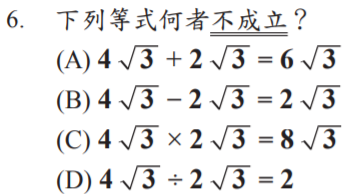 6. 下列等式何者不成立？
(A) 4√3 + 2√3 = 6√3
(B) 4√3 − 2√3 = 2√3
(C) 4√3 × 2√3 = 8√3
(D) 4√3 ÷ 2√3 = 2